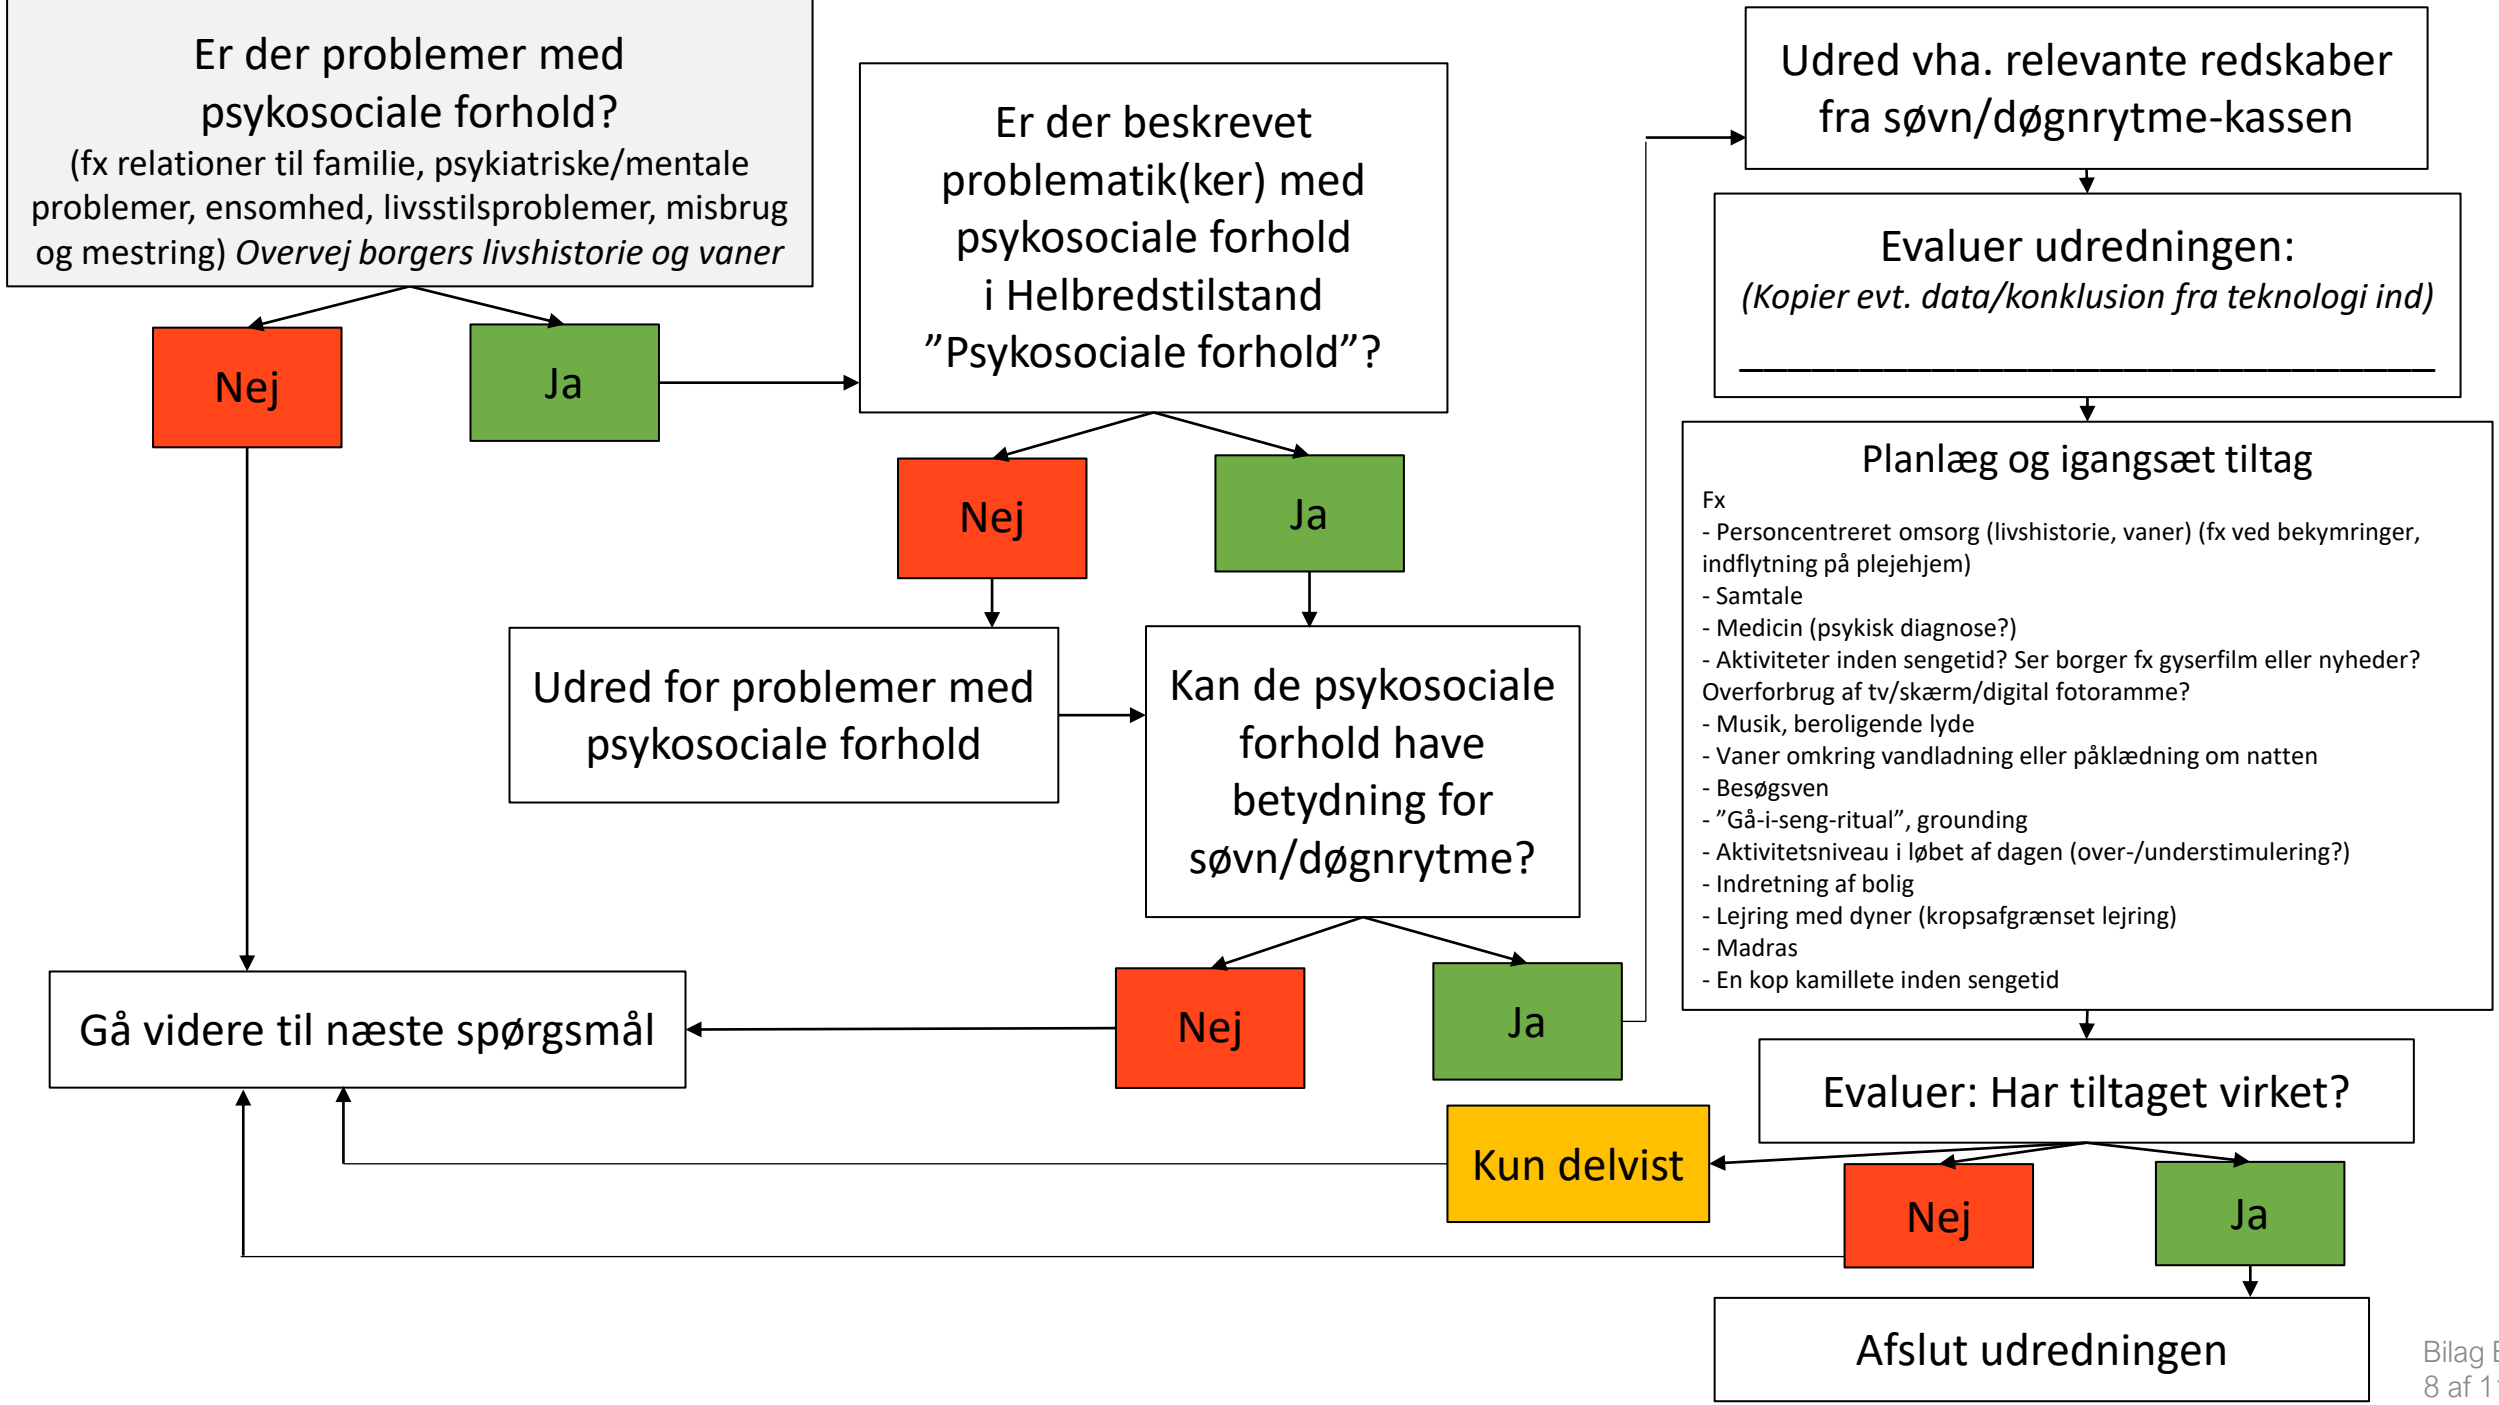 Er der problemer med
psykosociale forhold?
(fx relationer til familie, psykiatriske/mentale
problemer, ensomhed, livsstilsproblemer, misbrug
og mestring) Overvej borgers livshistorie og vaner
Nej
Ja
Er der beskrevet
problematik(ker) med
psykosociale forhold
i Helbredstilstand
”Psykosociale forhold”?
Nej
Ja
Udred for problemer med
psykosociale forhold
Kan de psykosociale
forhold have
betydning for
søvn/døgnrytme?
Nej
Ja
Gå videre til næste spørgsmål
Udred vha. relevante redskaber
fra søvn/døgnrytme-kassen
Evaluer udredningen:
(Kopier evt. data/konklusion fra teknologi ind)
Planlæg og igangsæt tiltag
Fx
- Personcentreret omsorg (livshistorie, vaner) (fx ved bekymringer,
indflytning på plejehjem)
- Samtale
- Medicin (psykisk diagnose?)
- Aktiviteter inden sengetid? Ser borger fx gyserfilm eller nyheder?
Overforbrug af tv/skærm/digital fotoramme?
- Musik, beroligende lyde
- Vaner omkring vandladning eller påklædning om natten
- Besøgsven
- ”Gå-i-seng-ritual”, grounding
- Aktivitetsniveau i løbet af dagen (over-/understimulering?)
- Indretning af bolig
- Lejring med dyner (kropsafgrænset lejring)
- Madras
- En kop kamillete inden sengetid
Evaluer: Har tiltaget virket?
Kun delvist
Nej
Ja
Afslut udredningen
Bilag
8 af